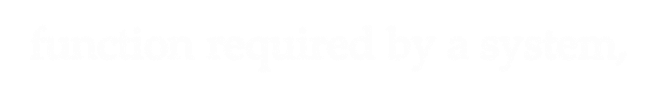 function required by a system,